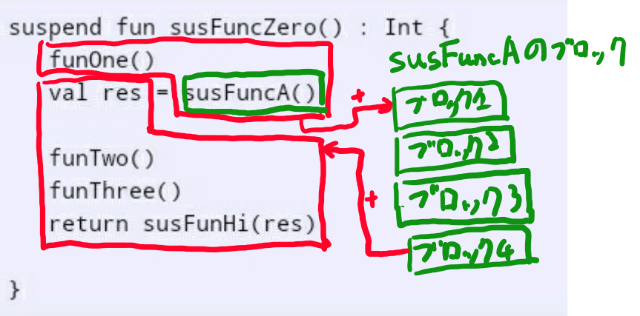 suspend fun susFuncZero() : Int {
funOne()
val res = susFuncA()
funTwo()
funThree()
return susFunHi(res)
}
susFuncAのブロック
+
ブロック1
ブロック2
+
ブロック3
ブロック4